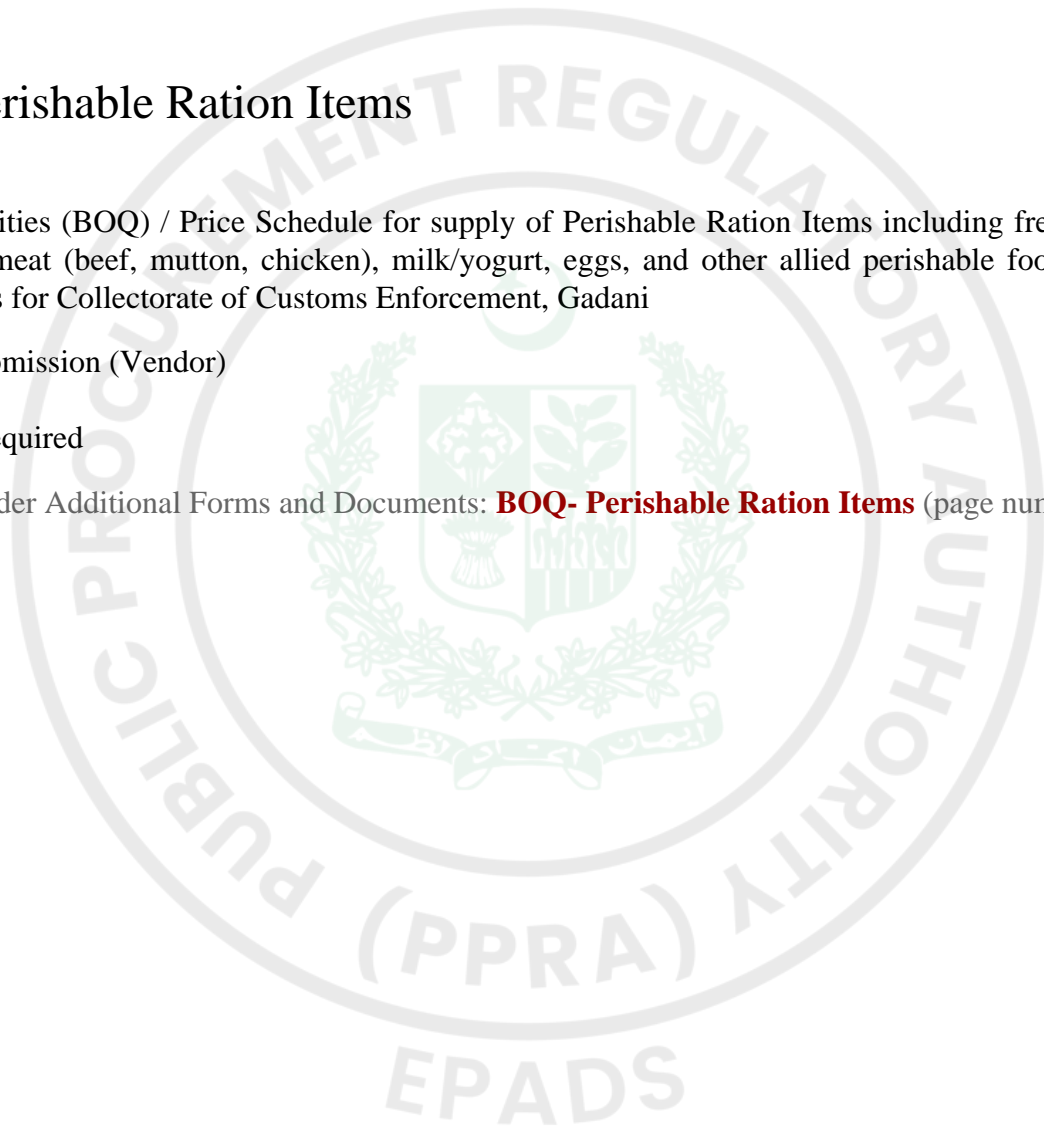 erishable Ration Items
ities (BOQ) / Price Schedule for supply of Perishable Ration Items including fre
meat (beef, mutton, chicken), milk/yogurt, eggs, and other allied perishable foo
s for Collectorate of Customs Enforcement, Gadani
omission (Vendor)
equired
der Additional Forms and Documents: BOQ- Perishable Ration Items (page num
PUBLIC PROCUREMENT REGULATORY AUTHORITY
(PPRA)
EPADS